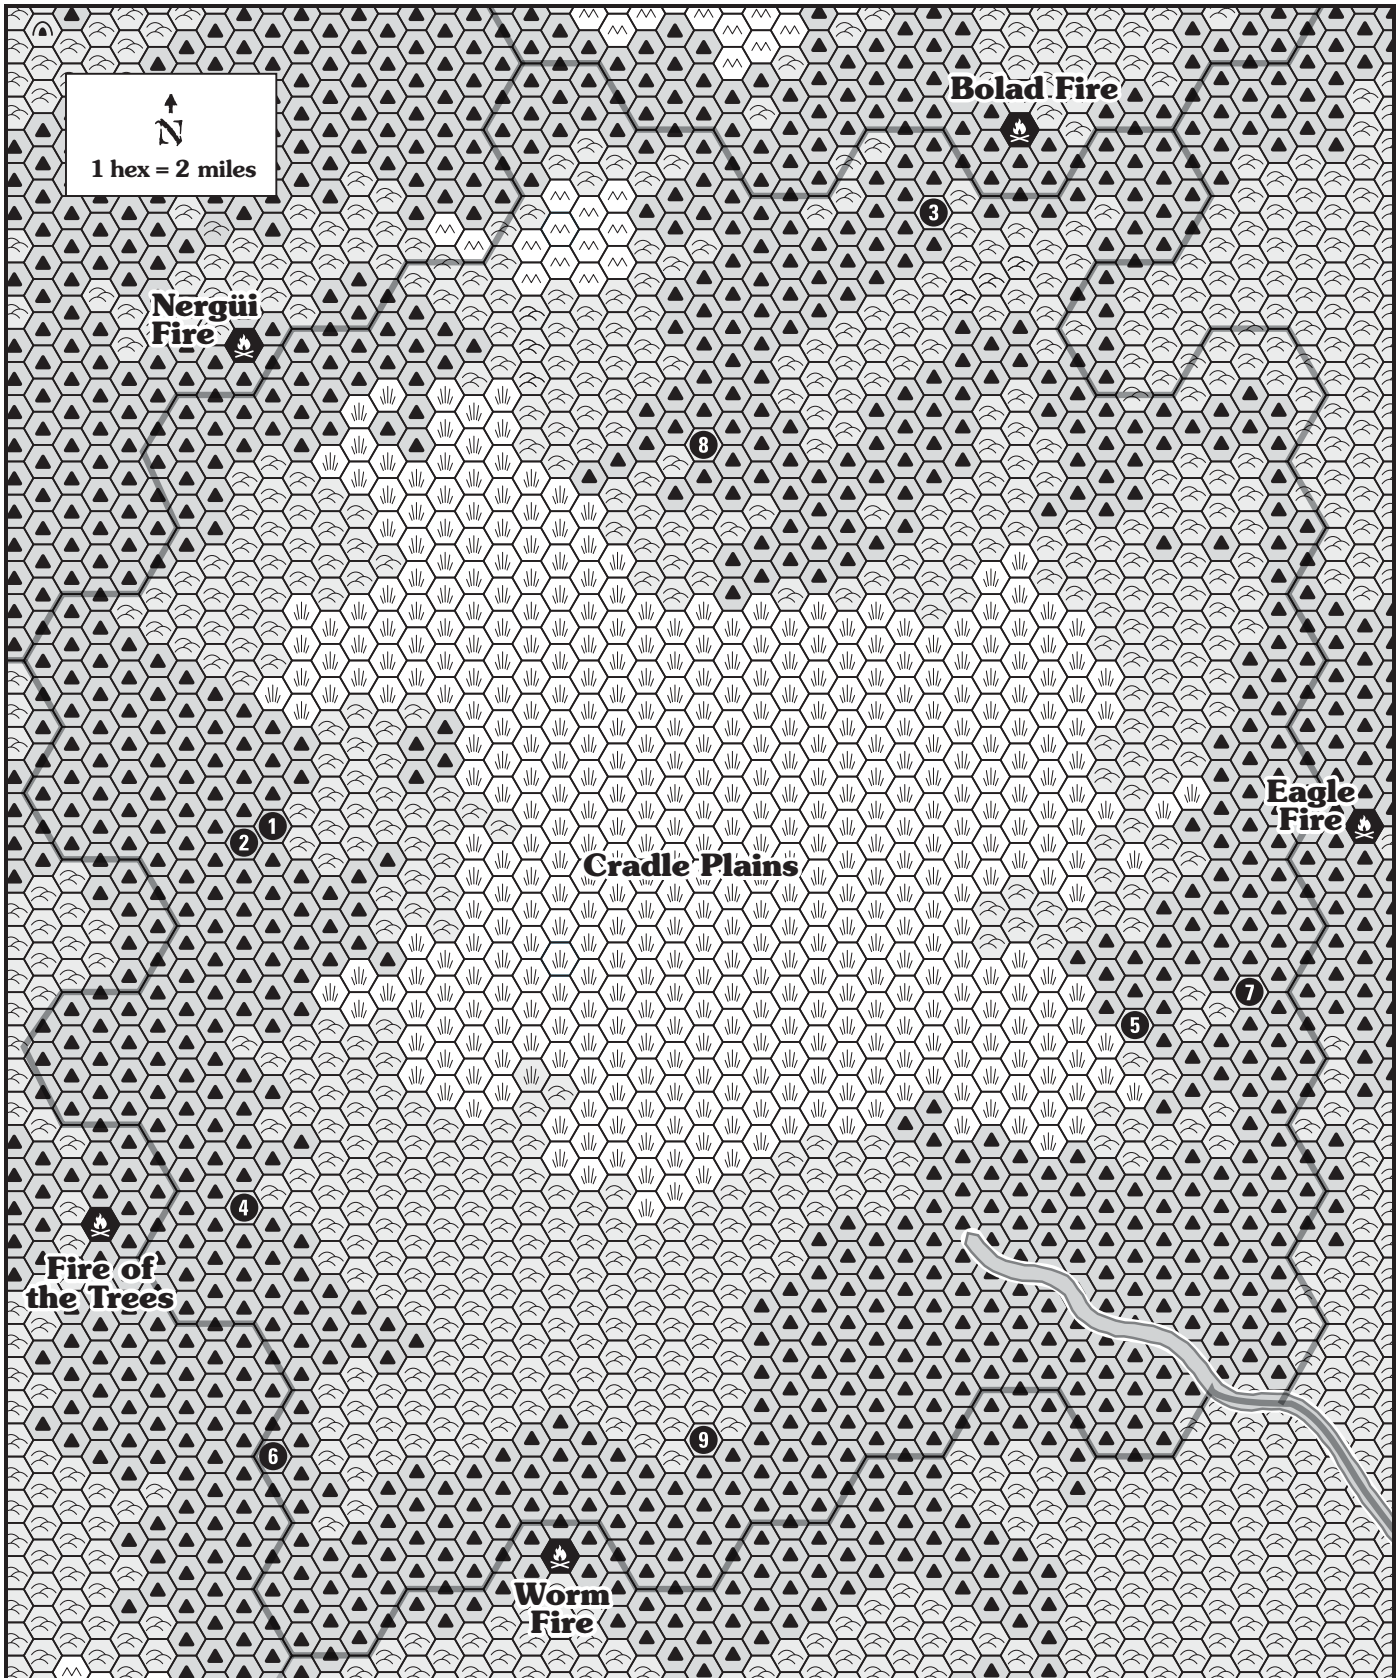 Bolad Fire
N
1 hex = 2 miles
3
Nergüi
Fire
8
Eagle
Fire
1
2
Cradle Plains
7
5
4
Fire of
the Trees
9
6
Worm
Fire